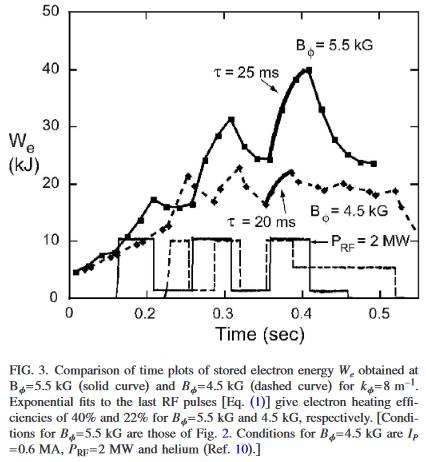 50
40
30
20
10
0
W_e
(kJ)
B_ϕ= 5.5 kG
τ = 25 ms
τ = 20 ms
B_ϕ= 4.5 kG
P_RF= 2 MW
0
0.2
0.3
0.4
0.5
Time (sec)
FIG. 3. Comparison of time plots of stored electron energy W_e obtained at
B_ϕ=5.5 kG (solid curve) and B_ϕ=4.5 kG (dashed curve) for k_ϕ=8 m⁻¹.
Exponential fits to the last RF pulses [Eq. (1)] give electron heating effi-
ciencies of 40% and 22% for B_ϕ=5.5 kG and 4.5 kG, respectively. [Condi-
tions for B_ϕ=5.5 kG are those of Fig. 2. Conditions for B_ϕ=4.5 kG are I_P
=0.6 MA, P_RF=2 MW and helium (Ref. 10).]